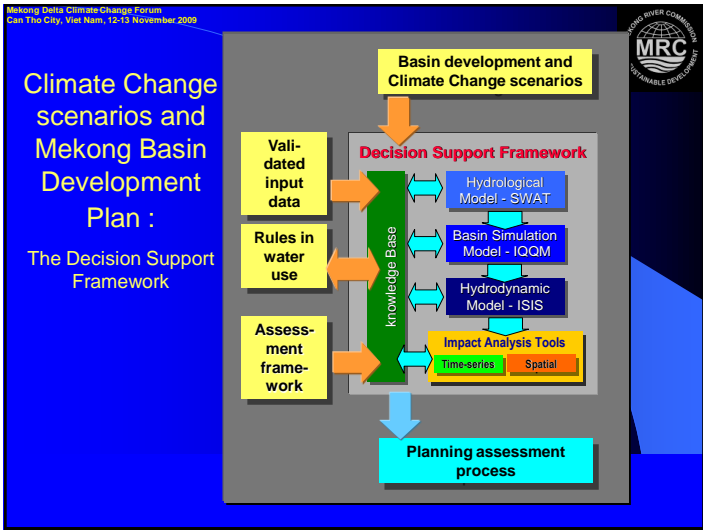 Mekong Delta Climate Change Forum
Can Tho City, Viet Nam, 12-13 November 2009
MEKONG RIVER COMMISSION
MRC
SUSTAINABLE DEVELOPMENT
Climate Change
scenarios and
Mekong Basin
Development
Plan :
The Decision Support
Framework
Basin development and
Climate Change scenarios
Vali-
dated
input
data
Rules in
water
use
Assess-
ment
frame-
work
Decision Support Framework
knowledge Base
Hydrological
Model - SWAT
Basin Simulation
Model - IQQM
Hydrodynamic
Model - ISIS
Impact Analysis Tools
Time-series
Spatial
Planning assessment
process